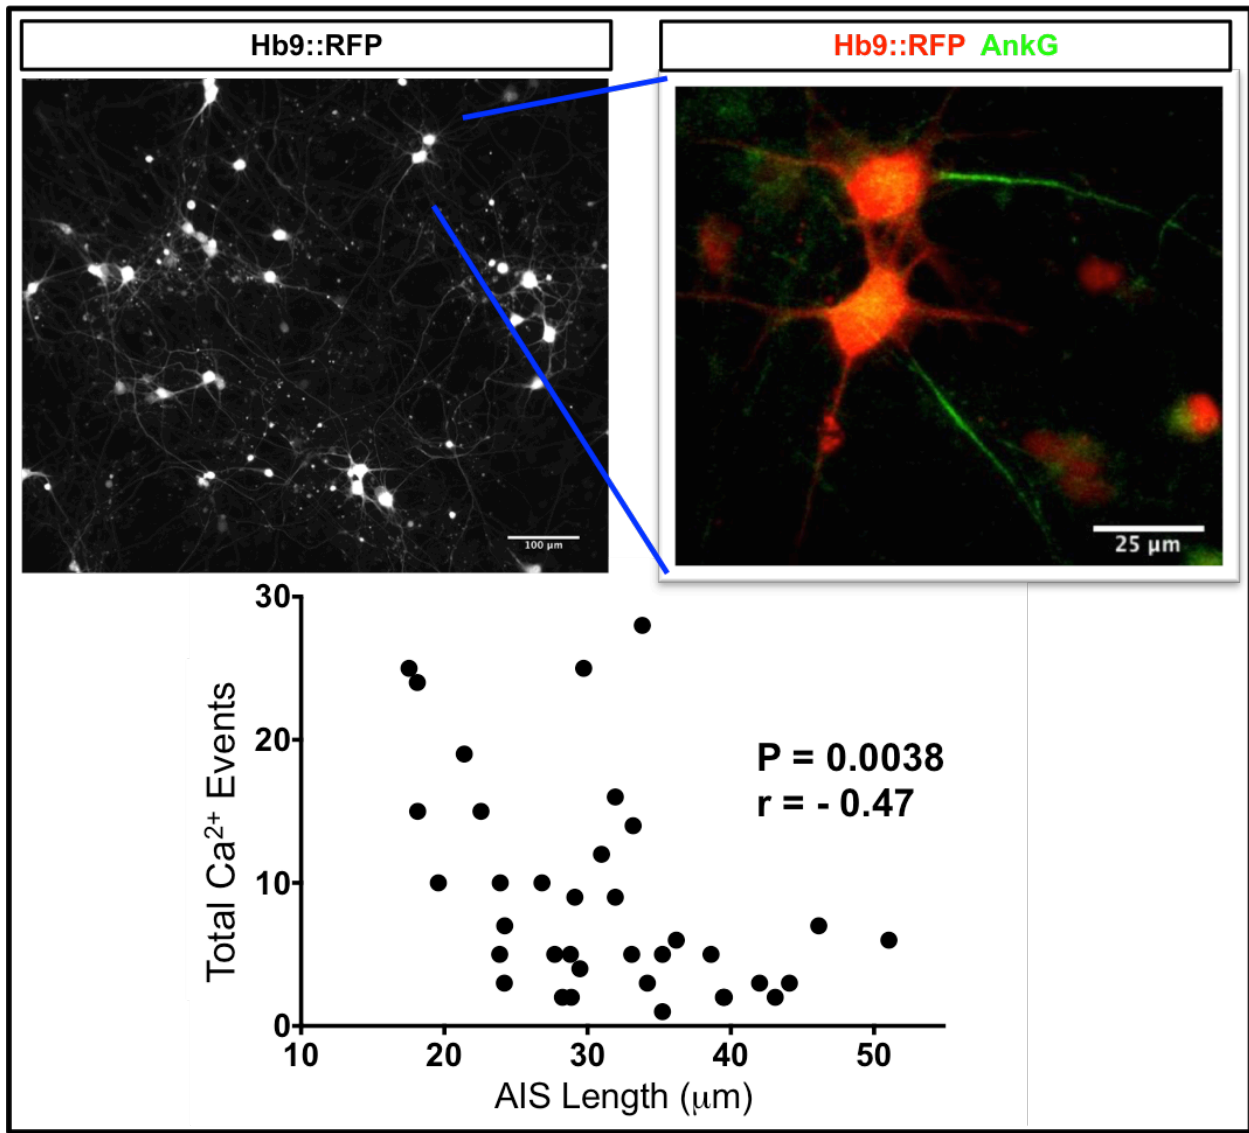 Hb9::RFP
Hb9::RFP AnkG
100 µm
25 µm
30
20
10
0
Total Ca²⁺ Events
P = 0.0038
r = - 0.47
10 20 30 40 50
AIS Length (µm)